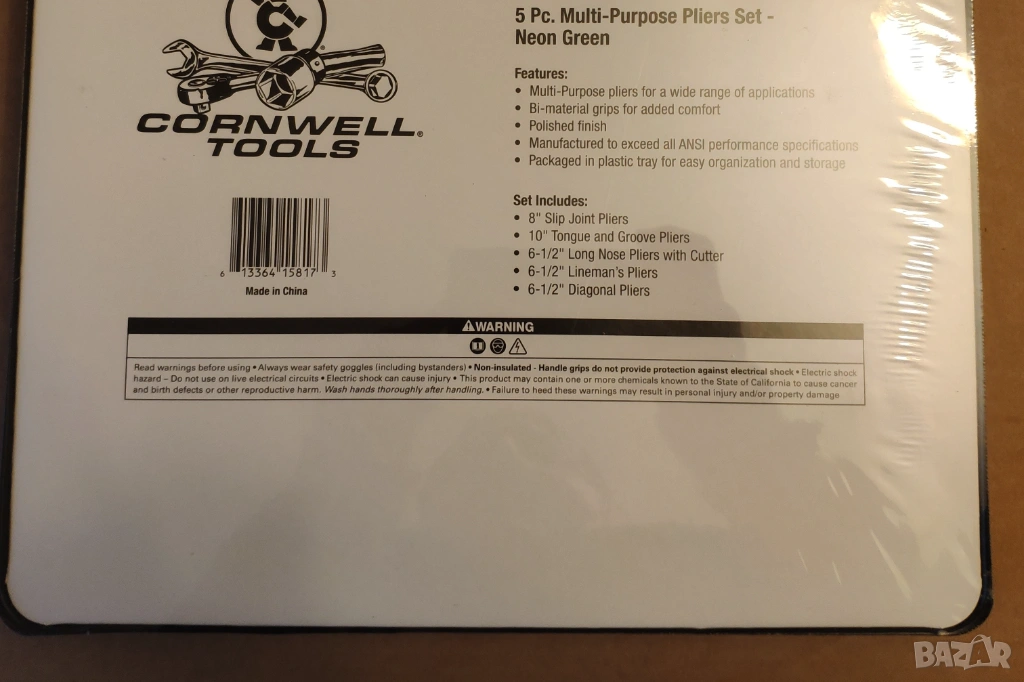 CORNWELL®
TOOLS
6 13364 15817 3
Made in China
5 Pc. Multi-Purpose Pliers Set -
Neon Green
Features:
• Multi-Purpose pliers for a wide range of applications
• Bi-material grips for added comfort
• Polished finish
• Manufactured to exceed all ANSI performance specifications
• Packaged in plastic tray for easy organization and storage
Set Includes:
• 8" Slip Joint Pliers
• 10" Tongue and Groove Pliers
• 6-1/2" Long Nose Pliers with Cutter
• 6-1/2" Lineman's Pliers
• 6-1/2" Diagonal Pliers
⚠WARNING
Read warnings before using • Always wear safety goggles (including bystanders) • Non-insulated - Handle grips do not provide protection against electrical shock • Electric shock
hazard – Do not use on live electrical circuits • Electric shock can cause injury • This product may contain one or more chemicals known to the State of California to cause cancer
and birth defects or other reproductive harm. Wash hands thoroughly after handling. • Failure to heed these warnings may result in personal injury and/or property damage
BAZAR